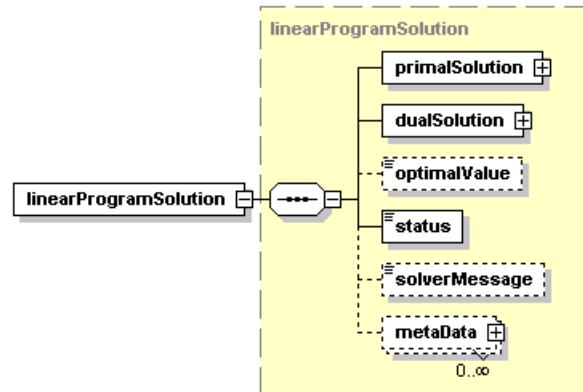 linearProgramSolution
primalSolution
dualSolution
optimalValue
linearProgramSolution
status
solverMessage
metaData
0..∞